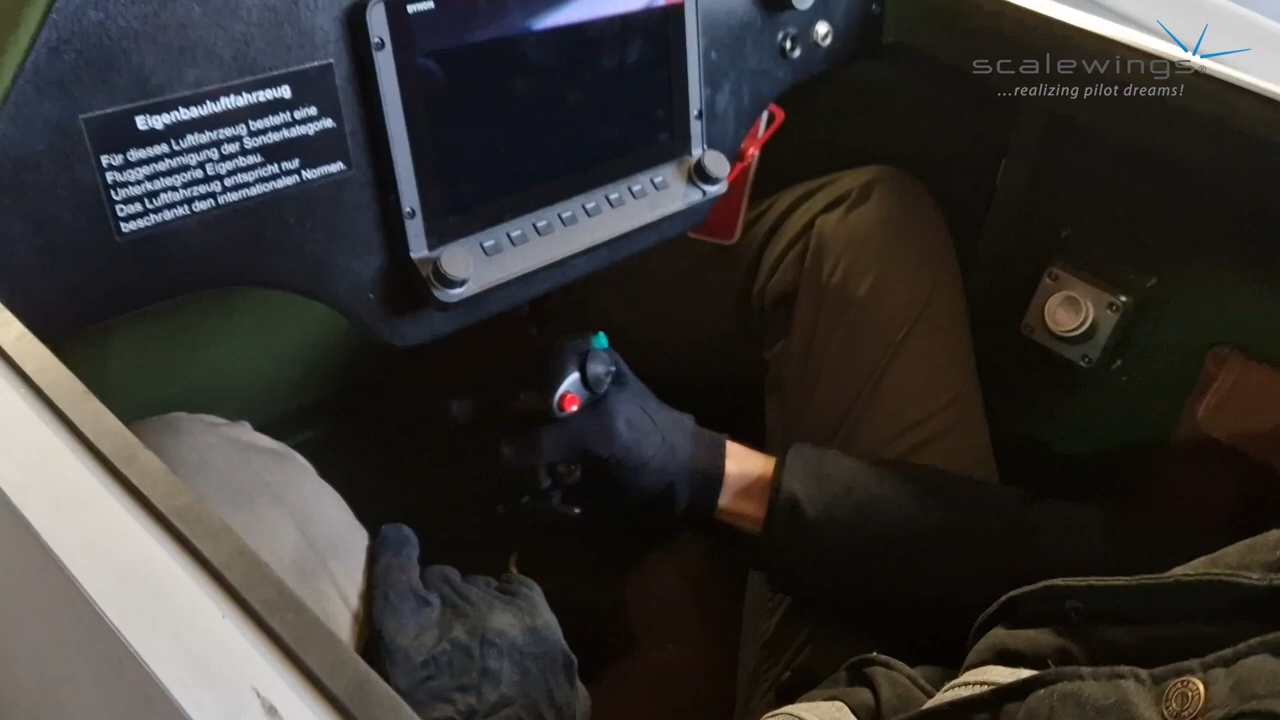 DYNON
scalewings
...realizing pilot dreams!
Eigenbauluftfahrzeug
Für dieses Luftfahrzeug besteht eine
Fluggenehmigung der Sonderkategorie,
Unterkategorie Eigenbau.
Das Luftfahrzeug entspricht nur
beschränkt den internationalen Normen.